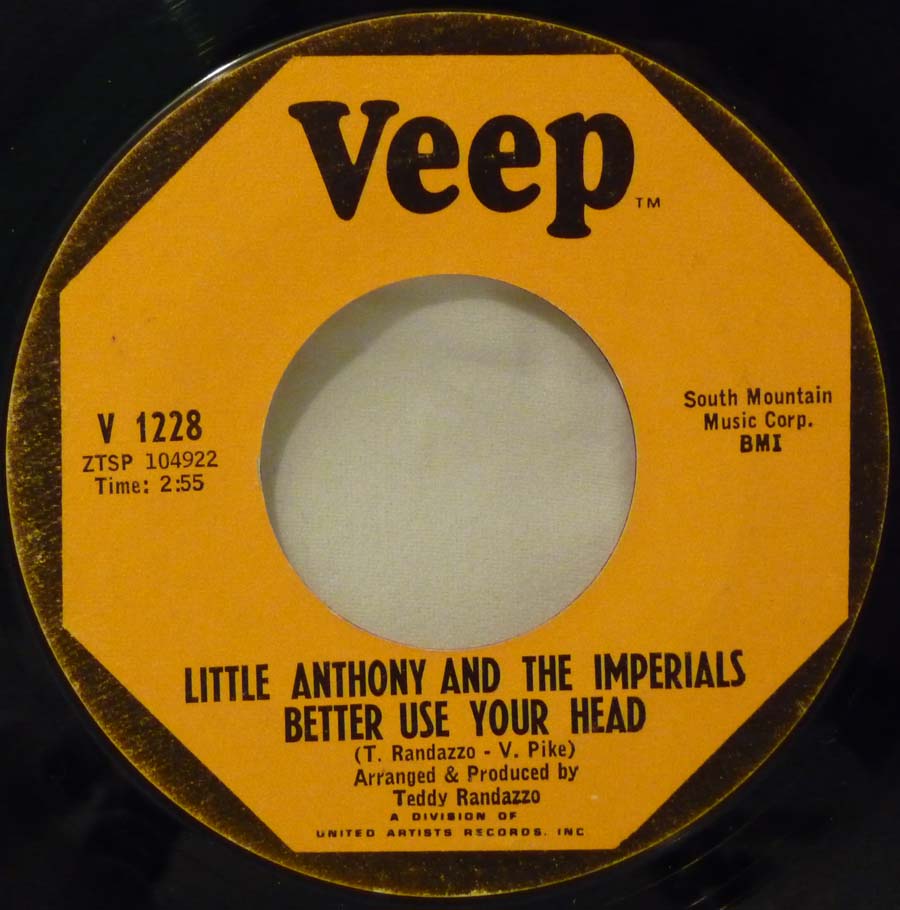 Veep TM
V 1228
ZTSP 104922
Time: 2:55
South Mountain
Music Corp.
BMI
LITTLE ANTHONY AND THE IMPERIALS
BETTER USE YOUR HEAD
(T. Randazzo - V. Pike)
Arranged & Produced by
Teddy Randazzo
A DIVISION OF
UNITED ARTISTS RECORDS, INC